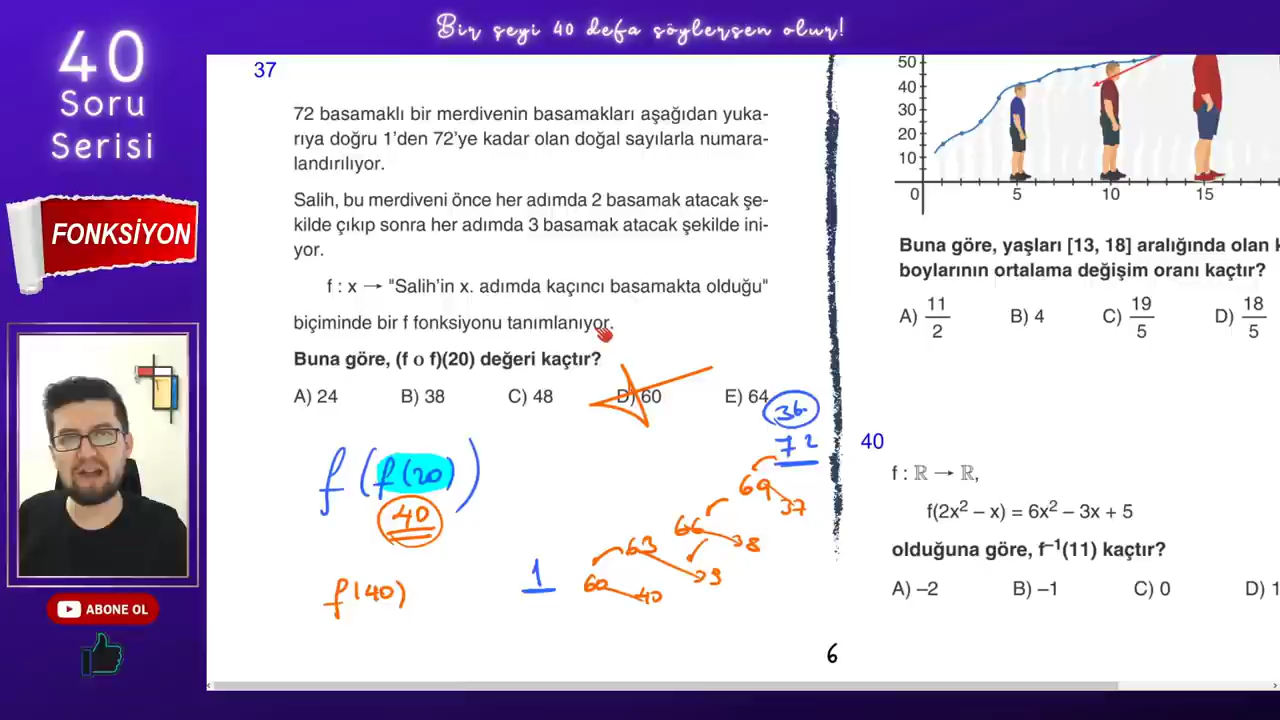 Bir şeyi 40 defa söylersen olur!
40
Soru
Serisi
FONKSİYON
ABONE OL
37
72 basamaklı bir merdivenin basamakları aşağıdan yuka-
rıya doğru 1'den 72'ye kadar olan doğal sayılarla numara-
landırılıyor.
Salih, bu merdiveni önce her adımda 2 basamak atacak şe-
kilde çıkıp sonra her adımda 3 basamak atacak şekilde ini-
yor.
f : x → "Salih'in x. adımda kaçıncı basamakta olduğu"
biçiminde bir f fonksiyonu tanımlanıyor.
Buna göre, (f o f)(20) değeri kaçtır?
A) 24 B) 38 C) 48 D) 60 E) 64
f(f(20))
40
f(40)
36.
72
69
37
66
8
63
9
60
40
1
50
40
30
20
10
0 5 10 15
Buna göre, yaşları [13, 18] aralığında olan
boylarının ortalama değişim oranı kaçtır?
A) 11/2 B) 4 C) 19/5 D) 18/5
40
f : ℝ → ℝ,
f(2x² – x) = 6x² – 3x + 5
olduğuna göre, f⁻¹(11) kaçtır?
A) –2 B) –1 C) 0 D) 1
6